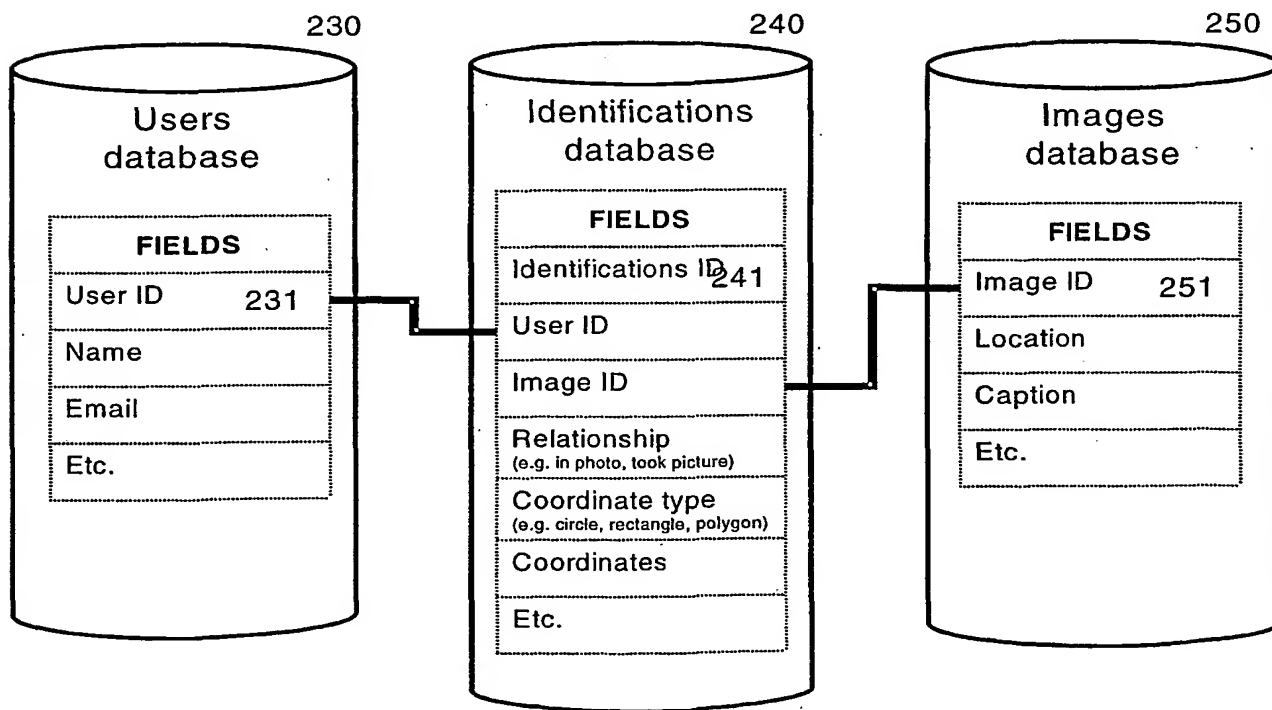 230
Users
database
FIELDS
User ID 231
Name
Email
Etc.
240
Identifications
database
FIELDS
Identifications ID 241
User ID
Image ID
Relationship
(e.g. in photo, took picture)
Coordinate type
(e.g. circle, rectangle, polygon)
Coordinates
Etc.
250
Images
database
FIELDS
Image ID 251
Location
Caption
Etc.